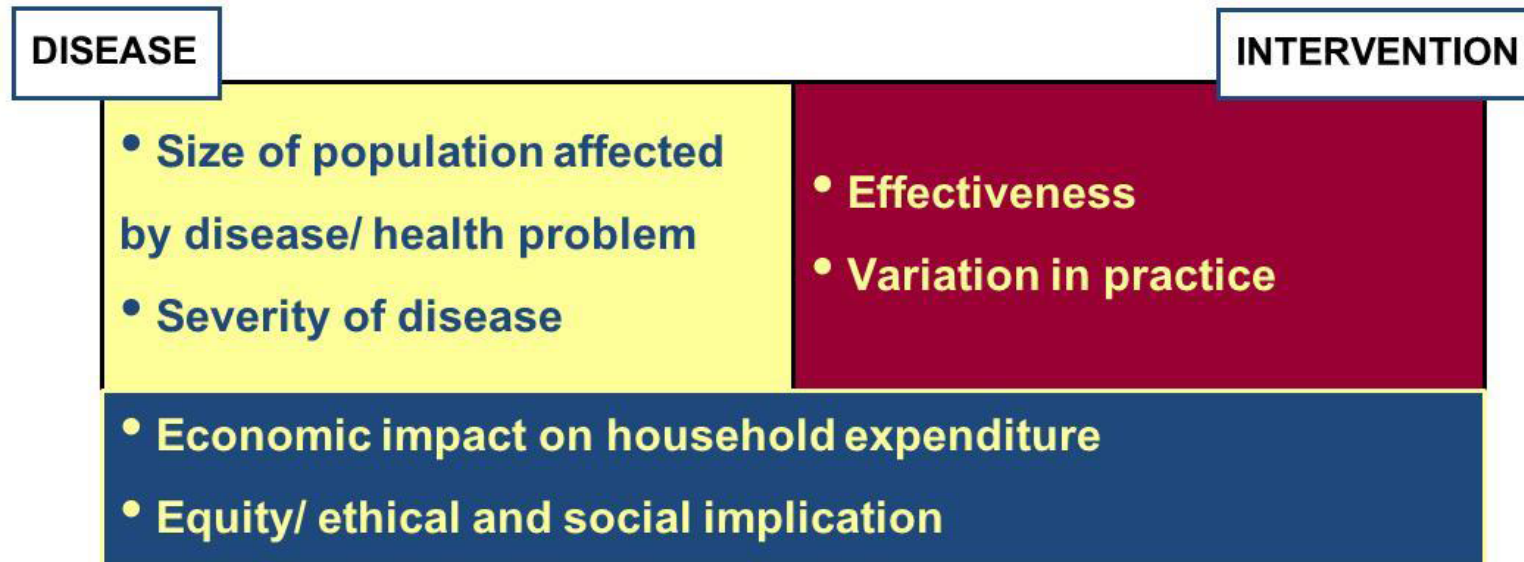 DISEASE
INTERVENTION
• Size of population affected
by disease/ health problem
• Severity of disease
• Effectiveness
• Variation in practice
• Economic impact on household expenditure
• Equity/ ethical and social implication